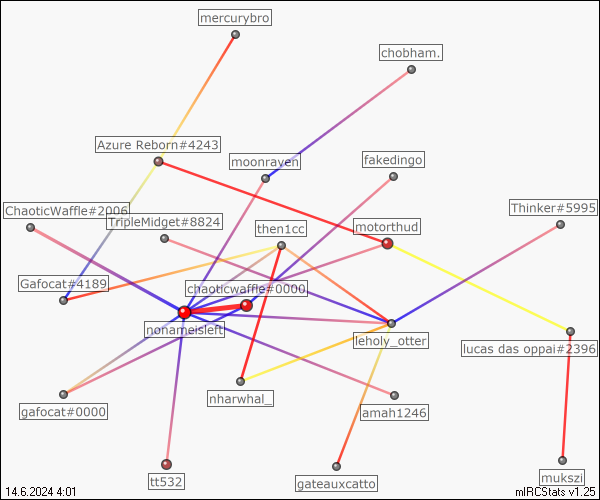 mercurybro
chobham.
Azure Reborn#4243
moonraven
fakedingo
ChaoticWaffle#2006
TripleMidget#8824
then1cc
motorthud
Thinker#5995
Gafocat#4189
chaoticwaffle#0000
nonameisleft
leholy_otter
lucas das oppai#2396
gafocat#0000
nharwhal_
amah1246
tt532
gateauxcatto
mukszi
14.6.2024 4:01
mIRCStats v1.25